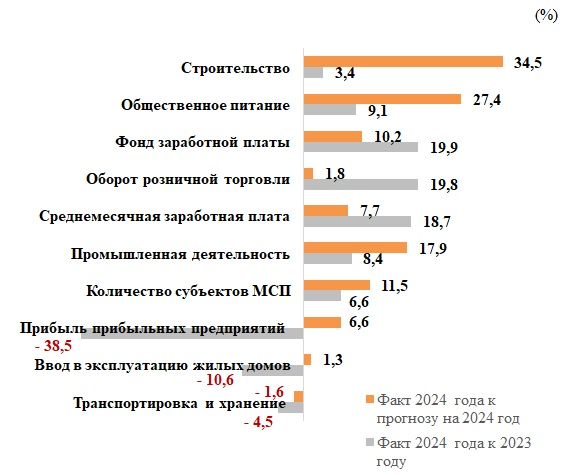 (%)
Строительство
34,5
3,4
Общественное питание
27,4
9,1
Фонд заработной платы
10,2
19,9
Оборот розничной торговли
1,8
19,8
Среднемесячная заработная плата
7,7
18,7
Промышленная деятельность
17,9
8,4
Количество субъектов МСП
11,5
6,6
Прибыль прибыльных предприятий
6,6
- 38,5
Ввод в эксплуатацию жилых домов
1,3
- 10,6
Транспортировка и хранение
- 1,6
- 4,5
Факт 2024 года к
прогнозу на 2024 год
Факт 2024 года к 2023
году